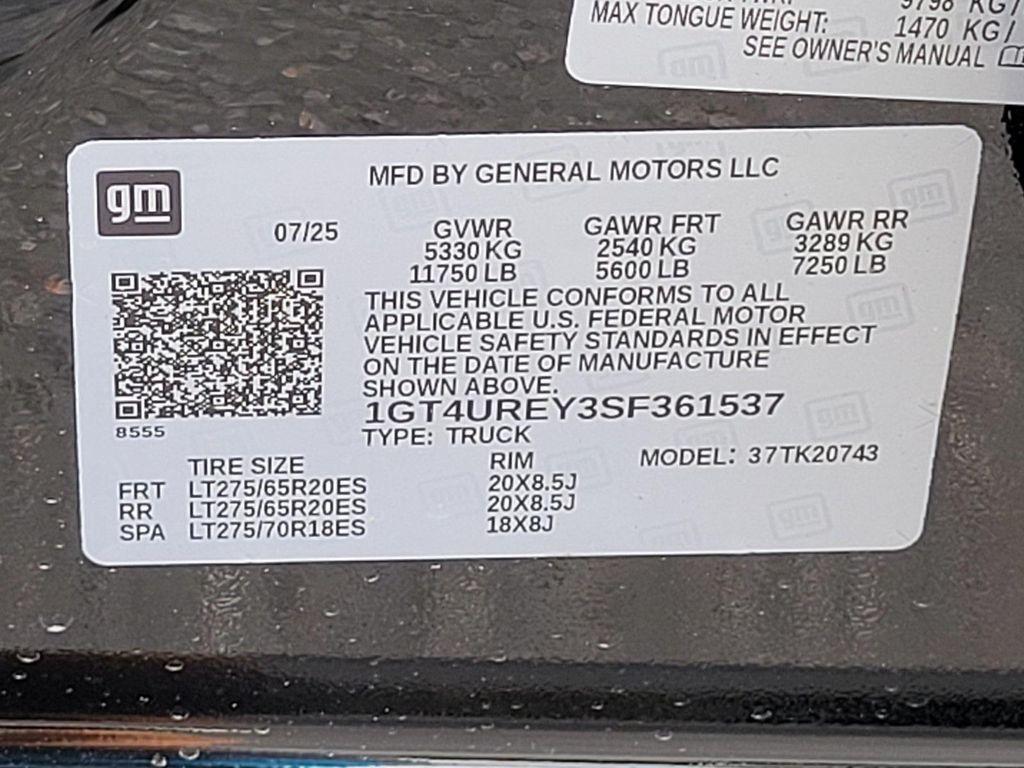 9798 KG/
MAX TONGUE WEIGHT: 1470 KG/
SEE OWNER'S MANUAL
gm
MFD BY GENERAL MOTORS LLC
07/25 GVWR GAWR FRT GAWR RR
5330 KG 2540 KG 3289 KG
11750 LB 5600 LB 7250 LB
THIS VEHICLE CONFORMS TO ALL
APPLICABLE U.S. FEDERAL MOTOR
VEHICLE SAFETY STANDARDS IN EFFECT
ON THE DATE OF MANUFACTURE
SHOWN ABOVE.
1GT4UREY3SF361537
8555
TYPE: TRUCK
MODEL: 37TK20743
TIRE SIZE RIM
FRT LT275/65R20ES 20X8.5J
RR LT275/65R20ES 20X8.5J
SPA LT275/70R18ES 18X8J